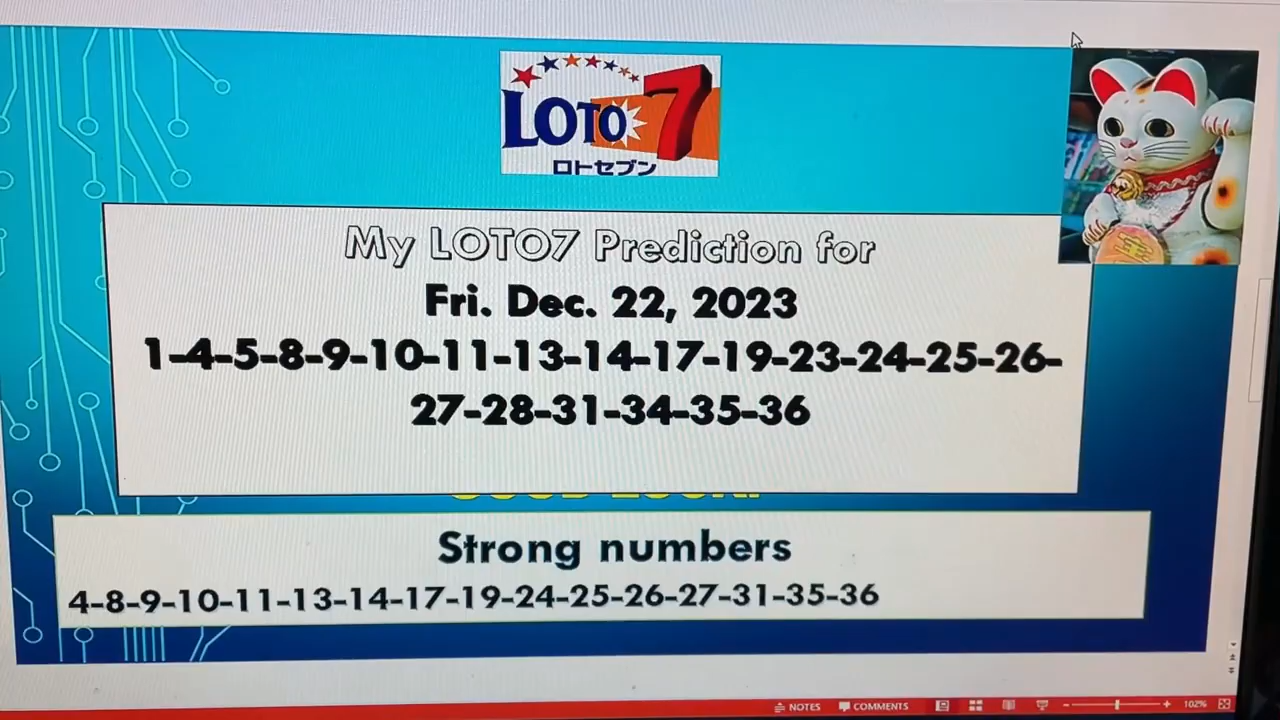 LOTO 7
ロトセブン
My LOTO7 Prediction for
Fri. Dec. 22, 2023
1-4-5-8-9-10-11-13-14-17-19-23-24-25-26-
27-28-31-34-35-36
Strong numbers
4-8-9-10-11-13-14-17-19-24-25-26-27-31-35-36
NOTES COMMENTS 102%